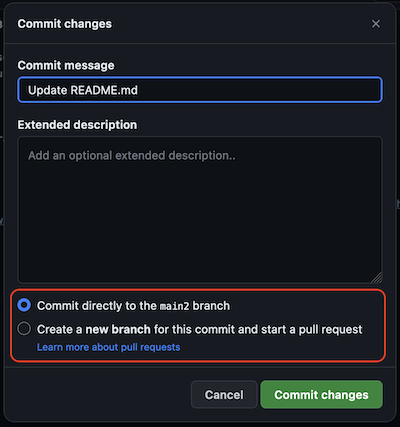 Commit changes
Commit message
Update README.md
Extended description
Add an optional extended description..
Commit directly to the main2 branch
Create a new branch for this commit and start a pull request
Learn more about pull requests
Cancel
Commit changes